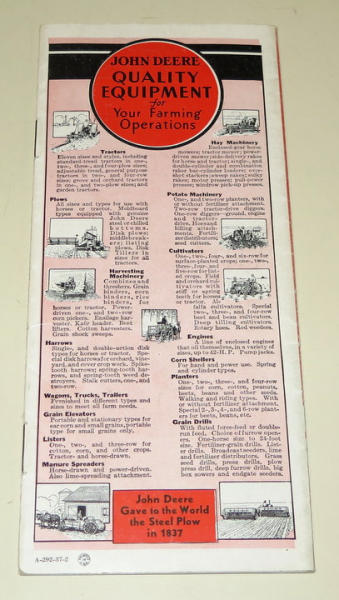 JOHN DEERE
QUALITY
EQUIPMENT
for
Your Farming
Operations
Tractors
Eleven sizes and styles, including
standard-tread tractors in one-,
two-, three-, and four-plow sizes;
adjustable tread, general purpose
tractors in two-, and four-row
sizes; grove and orchard tractors
in one-, and two-plow sizes; and
garden tractors.
Plows
All sizes and types for use with
horses or tractor. Moldboard
types equipped with genuine
John Deere
steel or chilled
bottoms.
Disk plows;
middlebreak-
ers; listing
plows. Disk
Tillers in
sizes for all
tractors.
Harvesting
Machinery
Combines and
threshers. Grain
binders, corn
binders, rice
binders, for
horses or tractor. Power-
driven one-, and two-row
corn pickers. Ensilage har-
vester. Kafir header. Beet
lifters. Cotton harvesters.
Grain shock sweeps.
Harrows
Single-, and double-action disk
types for horses or tractor. Spe-
cial disk harrows for orchard, vine-
yard, and cover crop work. Spike-
tooth harrows; spring-tooth har-
rows, and spring-tooth weed de-
stroyers. Stalk cutters, one-, and
two-row.
Wagons, Trucks, Trailers
Furnished in different types and
sizes to meet all farm needs.
Grain Elevators
Portable and stationary types for
ear corn and small grains, portable
type for small grains only.
Listers
One-, two-, and three-row for
cotton, corn, and other crops.
Tractor- and horse-drawn.
Manure Spreaders
Horse-drawn and power-driven.
Also lime-spreading attachment.
Hay Machinery
Enclosed-gear horse
mowers; tractor mower; power-
driven mower; side-delivery rakes
for horse and tractor; single-, and
double-cylinder and combination
raker bar-cylinder loaders; over-
shot stackers; sweep rakes; sulky
rakes; motor presses; pull-power
presses; windrow pick-up presses.
Potato Machinery
One-, and two-row planters, with
or without fertilizer attachment.
Two-row tractor-drive diggers.
One-row diggers—ground, engine
and tractor
drive. Hoes and
hilling attach-
ments. Fertili-
zer distributors;
seed cutters.
Cultivators
One-, two-, four-, and six-row for
surface-planted crops; one-, two-,
three-, four-, and
five-row for list-
ed crops. Field
and orchard culti-
vators with
stiff or spring
teeth for horses
or tractor. Al-
falfa cultivators. Special
two-, three-, and four-row
beet and bean cultivators.
Deep tilling cultivators.
Rotary hoes. Rod weeders.
Engines
A line of enclosed engines
that oil themselves, in a variety of
sizes, up to 42-H.P. Pump jacks.
Corn Shellers
For hand and power use. Spring
and cylinder types.
Planters
One-, two-, three-, and four-row
sizes for corn, cotton, peanuts,
beets, beans and other seeds.
Walking and riding types. With
or without fertilizer attachment.
Special 2-, 3-, 4-, and 6-row plant-
ers for beets, beans, etc.
Grain Drills
With fluted force-feed or double-
run feed. Choice of furrow open-
ers. One-horse size to 24-foot
size. Fertilizer-grain drills. List-
er drills. Broadcast seeders, lime
and fertilizer distributors. Grass
seed drills, press drills, plow
press drill, deep furrow drills, big
box sowers and endgate seeders.
John Deere
Gave to the World
the Steel Plow
in 1837
A-292-37-2